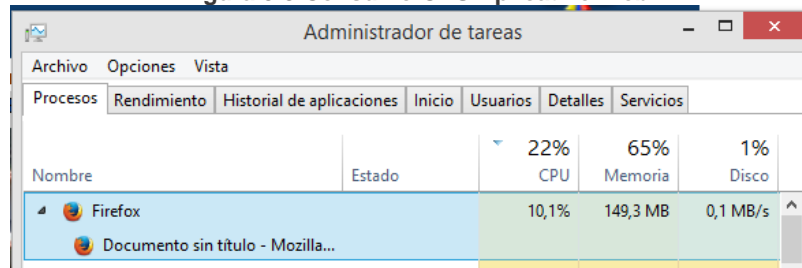 Administrador de tareas
Archivo Opciones Vista
Procesos Rendimiento Historial de aplicaciones Inicio Usuarios Detalles Servicios
22% 65% 1%
Nombre Estado CPU Memoria Disco
Firefox 10,1% 149,3 MB 0,1 MB/s
Documento sin título - Mozilla...